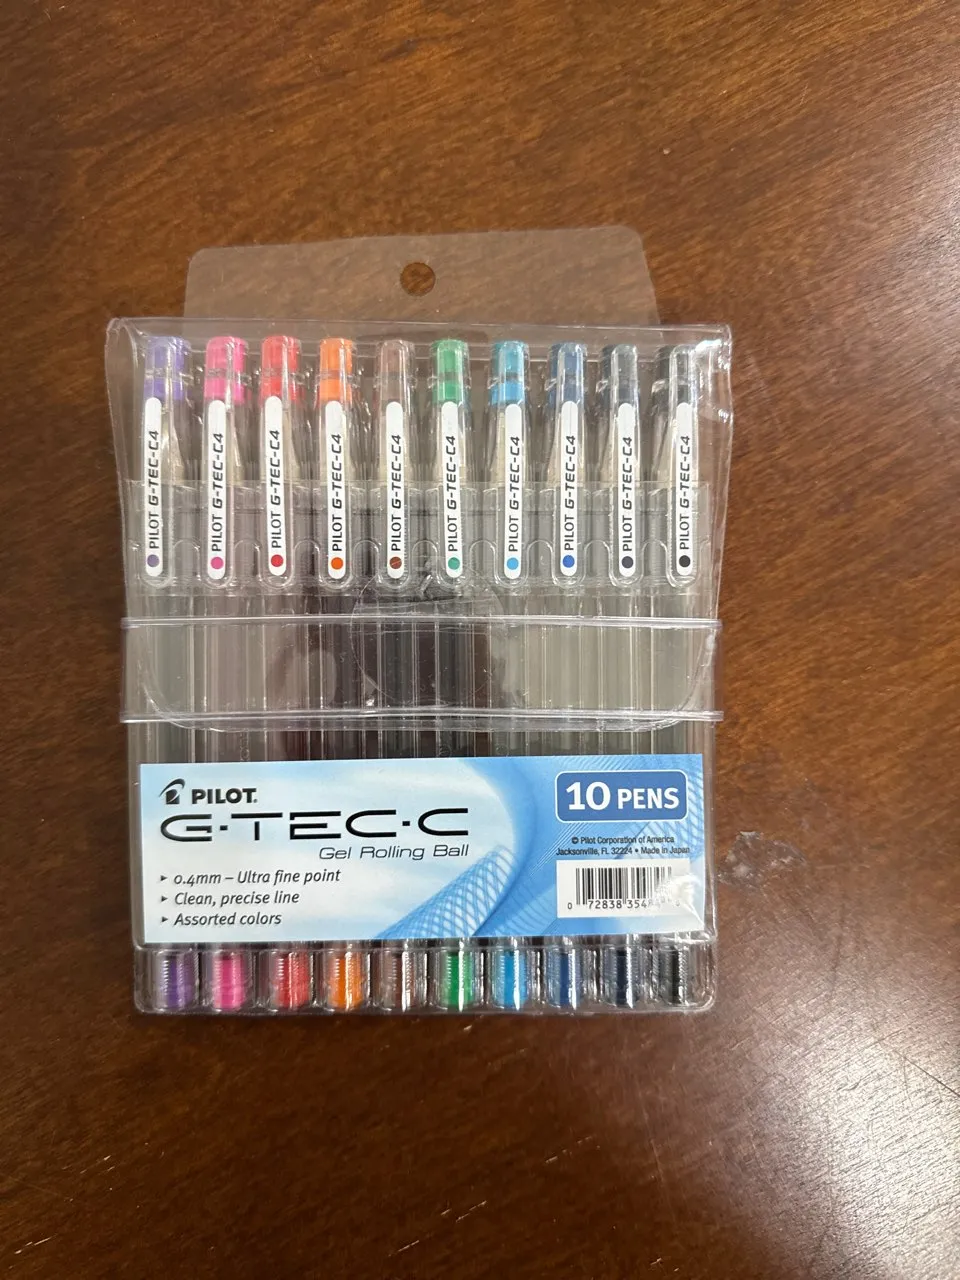 PILOT G-TEC-C4
PILOT G-TEC-C4
PILOT G-TEC-C4
PILOT G-TEC-C4
PILOT G-TEC-C4
PILOT G-TEC-C4
PILOT G-TEC-C4
PILOT G-TEC-C4
PILOT G-TEC-C4
PILOT G-TEC-C4
PILOT.
G-TEC-C
Gel Rolling Ball
0.4mm – Ultra fine point
Clean, precise line
Assorted colors
10 PENS
© Pilot Corporation of America
Jacksonville, FL 32224 • Made in Japan
0 72838